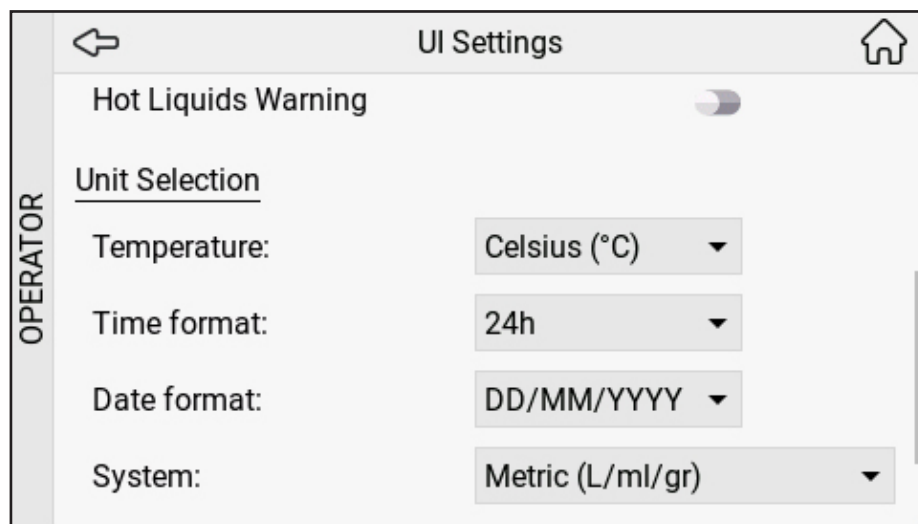 UI Settings
Hot Liquids Warning
Unit Selection
Temperature: Celsius (°C)
Time format: 24h
Date format: DD/MM/YYYY
System: Metric (L/ml/gr)
OPERATOR